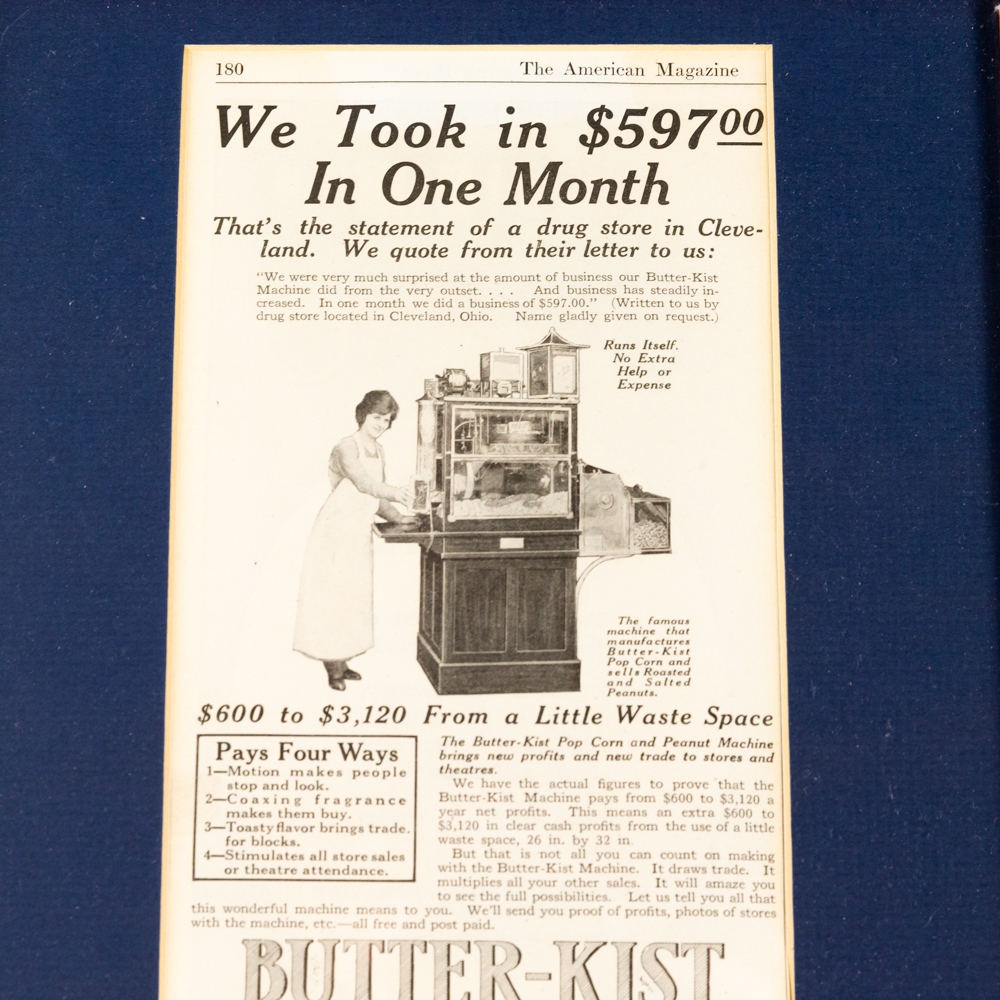 180
The American Magazine
We Took in $597 00
In One Month
That's the statement of a drug store in Cleve-
land. We quote from their letter to us:
"We were very much surprised at the amount of business our Butter-Kist
Machine did from the very outset. . . . And business has steadily in-
creased. In one month we did a business of $597.00." (Written to us by
drug store located in Cleveland, Ohio. Name gladly given on request.)
Runs Itself.
No Extra
Help or
Expense
The famous
machine that
manufactures
Butter-Kist
Pop Corn and
sells Roasted
and Salted
Peanuts.
$600 to $3,120 From a Little Waste Space
Pays Four Ways
1—Motion makes people
stop and look.
2—Coaxing fragrance
makes them buy.
3—Toasty flavor brings trade
for blocks.
4—Stimulates all store sales
or theatre attendance.
The Butter-Kist Pop Corn and Peanut Machine
brings new profits and new trade to stores and
theatres.
We have the actual figures to prove that the
Butter-Kist Machine pays from $600 to $3,120 a
year net profits. This means an extra $600 to
$3,120 in clear cash profits from the use of a little
waste space, 26 in. by 32 in.
But that is not all you can count on making
with the Butter-Kist Machine. It draws trade. It
multiplies all your other sales. It will amaze you
to see the full possibilities. Let us tell you all that
this wonderful machine means to you. We'll send you proof of profits, photos of stores
with the machine, etc.—all free and post paid.
BUTTER-KIST